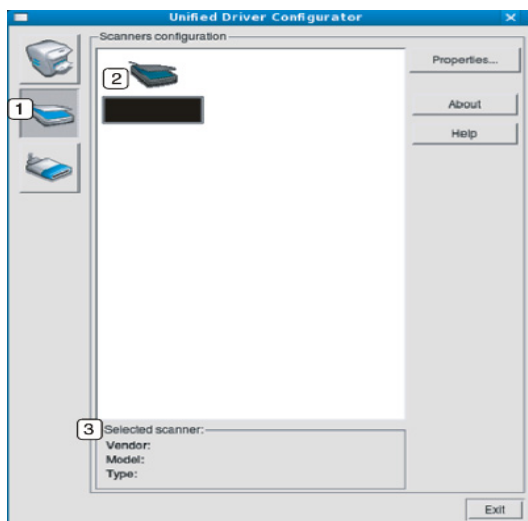 Unified Driver Configurator
Scanners configuration
Properties...
2
1
About
Help
3
Selected scanner:
Vendor:
Model:
Type:
Exit